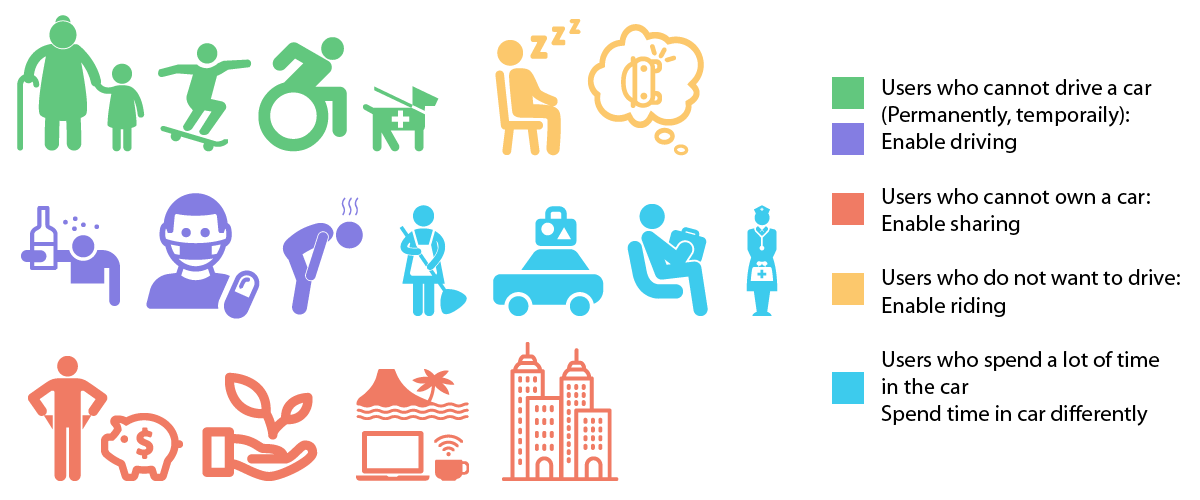 z z z
$
Users who cannot drive a car
(Permanently, temporaily):
Enable driving
Users who cannot own a car:
Enable sharing
Users who do not want to drive:
Enable riding
Users who spend a lot of time
in the car
Spend time in car differently